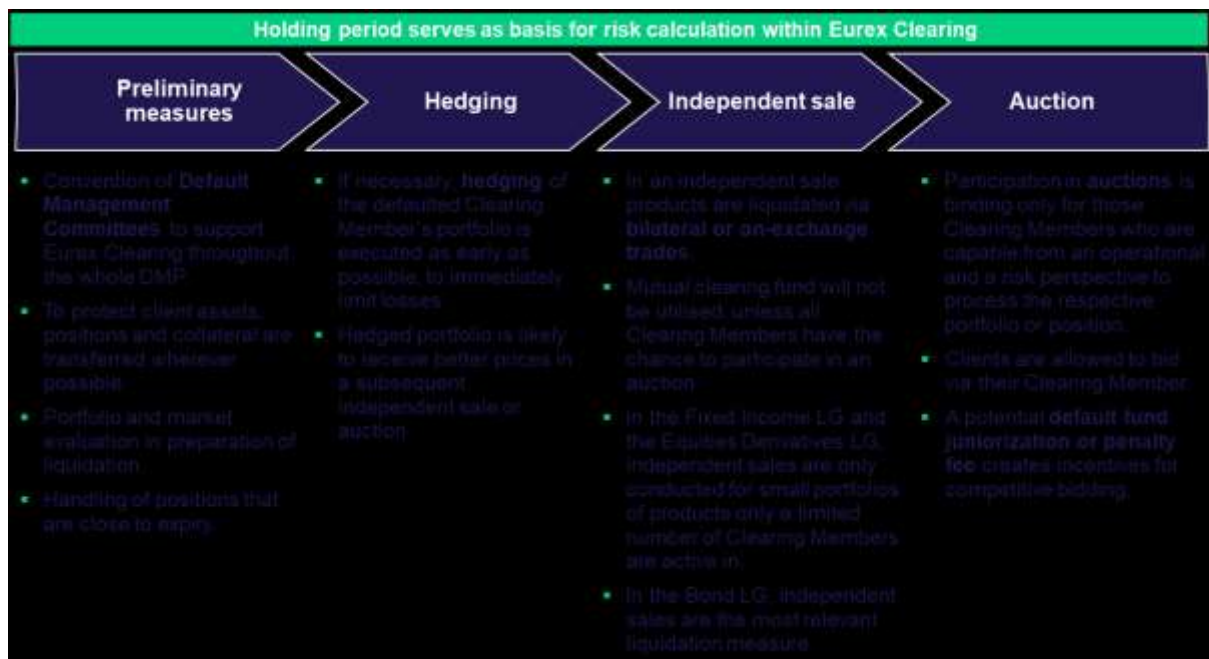 Holding period serves as basis for risk calculation within Eurex Clearing
Preliminary
measures
Hedging
Independent sale
Auction
Convention of Default
Management
Committees to support
Eurex Clearing throughout
the whole DMP
To protect client assets,
positions and collateral are
transferred wherever
possible
Portfolio and market
evaluation in preparation of
liquidation
Handling of positions that
are close to expiry
If necessary, hedging of
the defaulted Clearing
Member's portfolio is
executed as early as
possible, to immediately
limit losses
Hedged portfolio is likely
to receive better prices in
a subsequent
independent sale or
auction
In an independent sale
products are liquidated via
bilateral or on-exchange
trades
Mutual clearing fund will not
be utilised, unless all
Clearing Members have the
chance to participate in an
auction
In the Fixed Income LG and
the Equities Derivatives LG,
independent sales are only
conducted for small portfolios
of products only a limited
number of Clearing Members
are active in.
In the Bond LG, independent
sales are the most relevant
liquidation measure
Participation in auctions is
binding only for those
Clearing Members who are
capable from an operational
and a risk perspective to
process the respective
portfolio or position.
Clients are allowed to bid
via their Clearing Member
A potential default fund
juniorization or penalty
fee creates incentives for
competitive bidding.